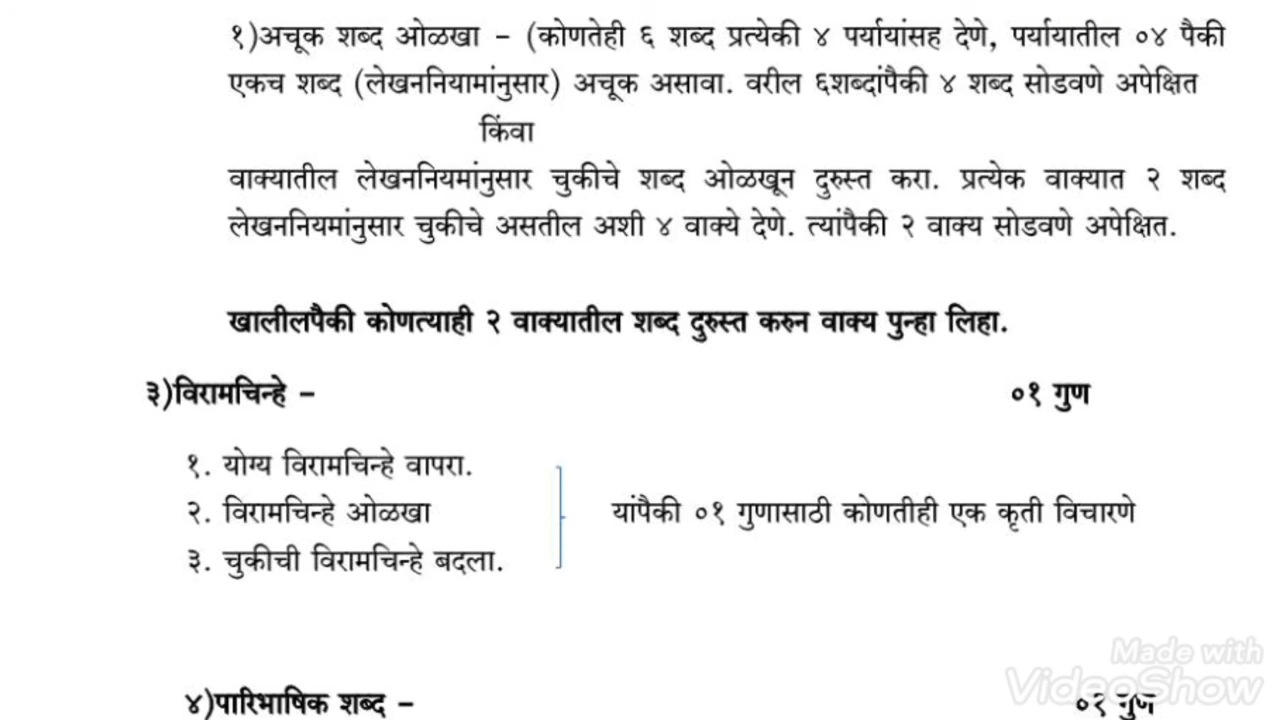 १)अचूक शब्द ओळखा – (कोणतेही ६ शब्द प्रत्येकी ४ पर्यायांसह देणे, पर्यायातील ०४ पैकी
एकच शब्द (लेखननियामांनुसार) अचूक असावा. वरील ६शब्दांपैकी ४ शब्द सोडवणे अपेक्षित
किंवा
वाक्यातील लेखननियमांनुसार चुकीचे शब्द ओळखून दुरुस्त करा. प्रत्येक वाक्यात २ शब्द
लेखननियमांनुसार चुकीचे असतील अशी ४ वाक्ये देणे. त्यांपैकी २ वाक्य सोडवणे अपेक्षित.
खालीलपैकी कोणत्याही २ वाक्यातील शब्द दुरुस्त करुन वाक्य पुन्हा लिहा.
३)विरामचिन्हे – ०१ गुण
१. योग्य विरामचिन्हे वापरा.
२. विरामचिन्हे ओळखा यांपैकी ०१ गुणासाठी कोणतीही एक कृती विचारणे
३. चुकीची विरामचिन्हे बदला.
Made with
VideoShow
४)पारिभाषिक शब्द – ०२ गुण